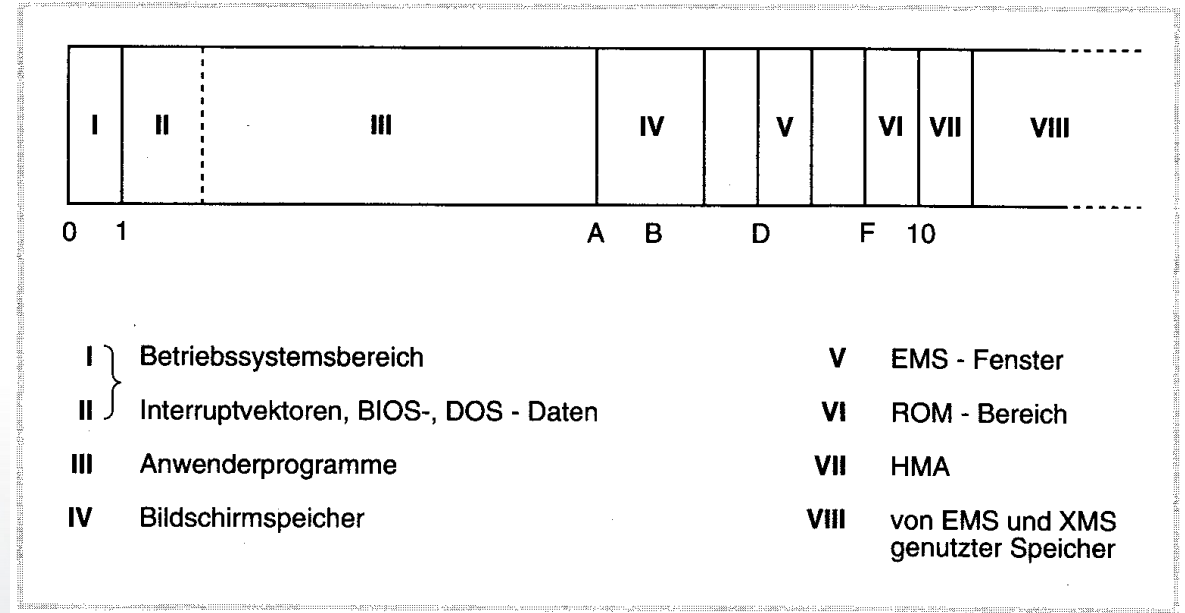 I II III IV V VI VII VIII
0 1 A B D F 10
I Betriebssystemsbereich
II Interruptvektoren, BIOS-, DOS - Daten
III Anwenderprogramme
IV Bildschirmspeicher
V EMS - Fenster
VI ROM - Bereich
VII HMA
VIII von EMS und XMS
genutzter Speicher